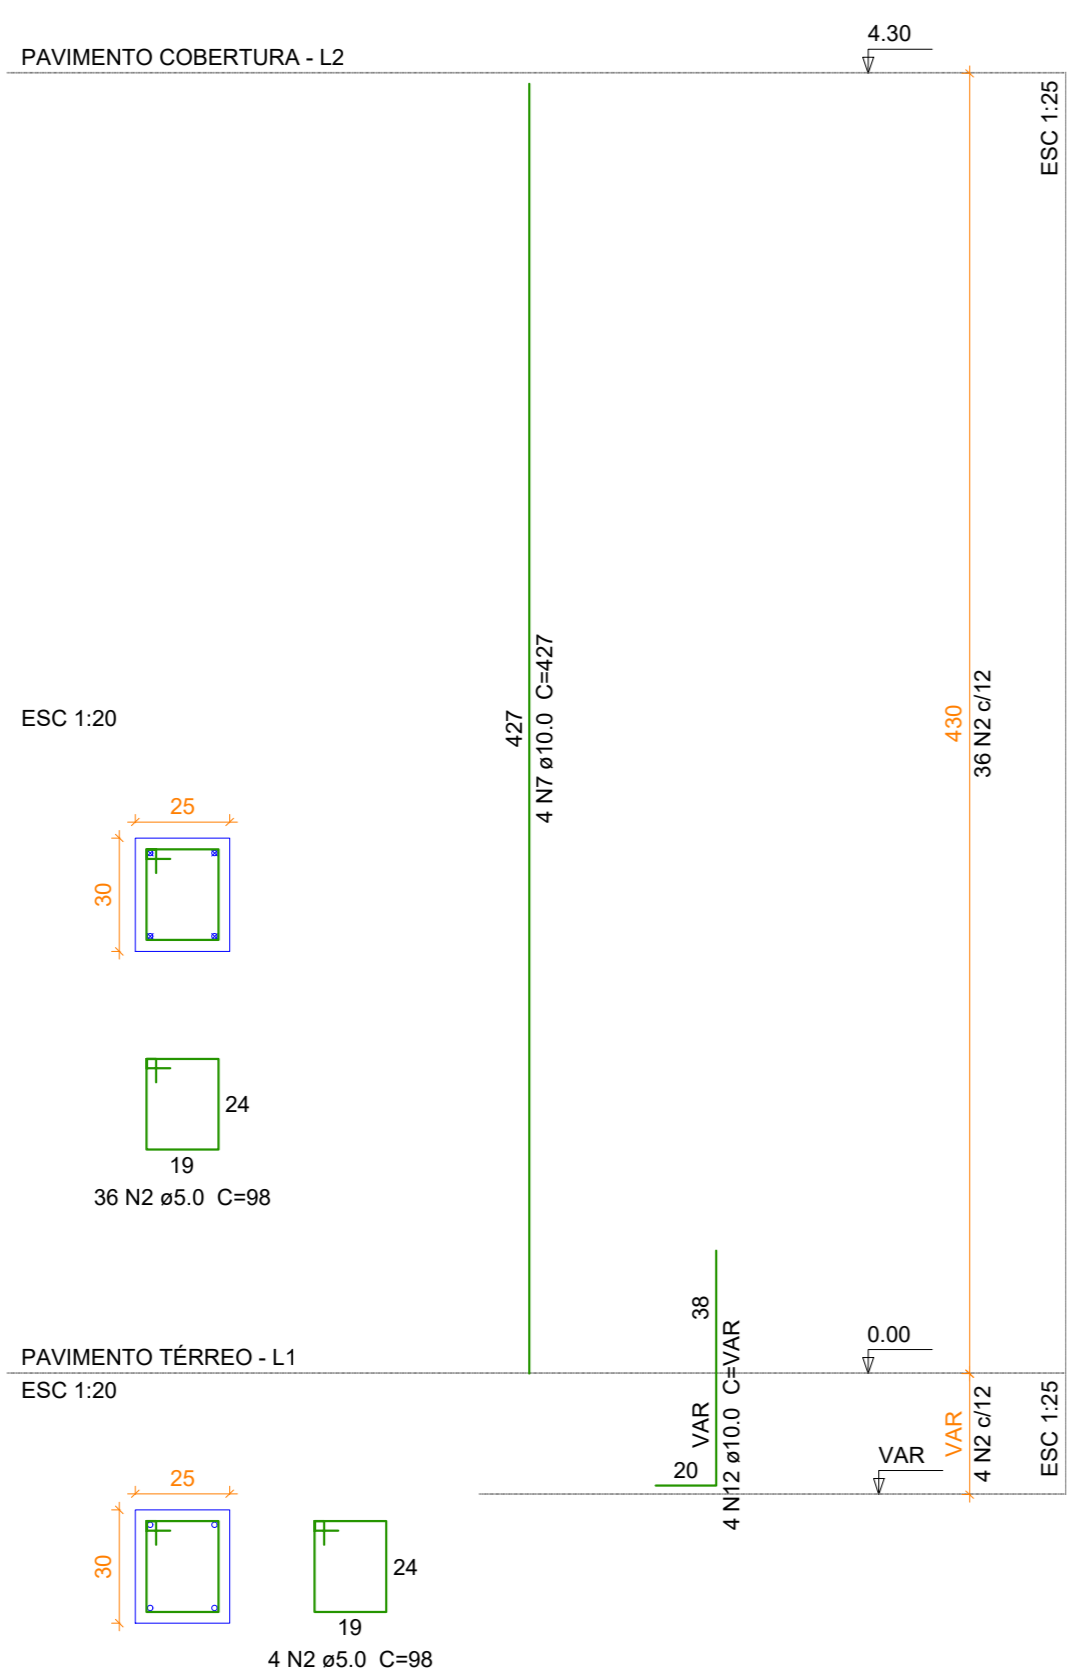 4.30
PAVIMENTO COBERTURA - L2
ESC 1:25
427
4 N7 ø10.0  C=427
430
36 N2 c/12
ESC 1:20
25
30
24
19
36 N2 ø5.0  C=98
38
VAR
20
4 N12 ø10.0  C=VAR
0.00
PAVIMENTO TÉRREO - L1
ESC 1:20
VAR
VAR
4 N2 c/12
ESC 1:25
25
30
24
19
4 N2 ø5.0  C=98